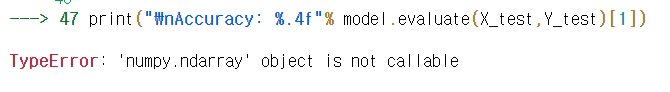 ---> 47 print("₩nAccuracy: %.4f"% model.evaluate(X_test,Y_test)[1])
TypeError: 'numpy.ndarray' object is not callable